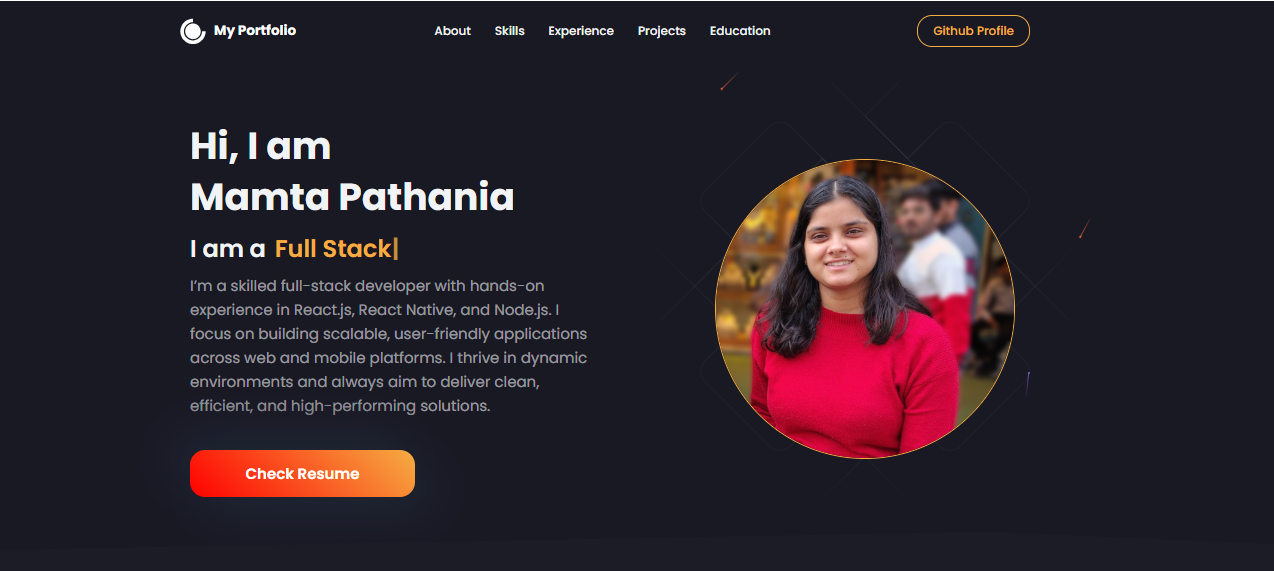 My Portfolio
About Skills Experience Projects Education
Github Profile
Hi, I am
Mamta Pathania
I am a Full Stack|
I'm a skilled full-stack developer with hands-on
experience in React.js, React Native, and Node.js. I
focus on building scalable, user-friendly applications
across web and mobile platforms. I thrive in dynamic
environments and always aim to deliver clean,
efficient, and high-performing solutions.
Check Resume